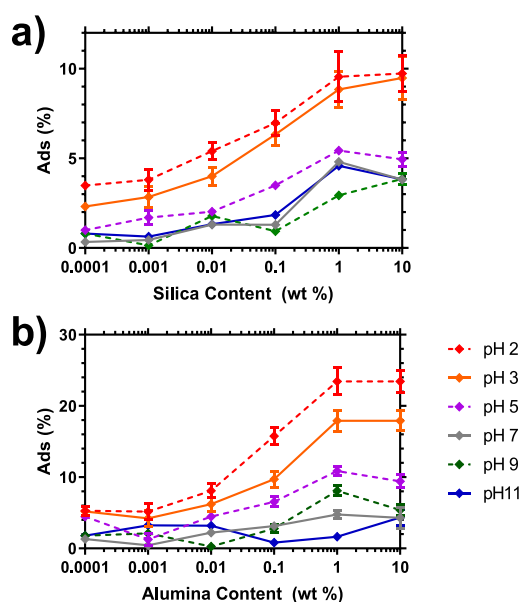 a)
Ads (%)
10
5
0
0.0001 0.001 0.01 0.1 1 10
Silica Content (wt %)
b)
Ads (%)
30
20
10
0
0.0001 0.001 0.01 0.1 1 10
Alumina Content (wt %)
pH 2
pH 3
pH 5
pH 7
pH 9
pH11